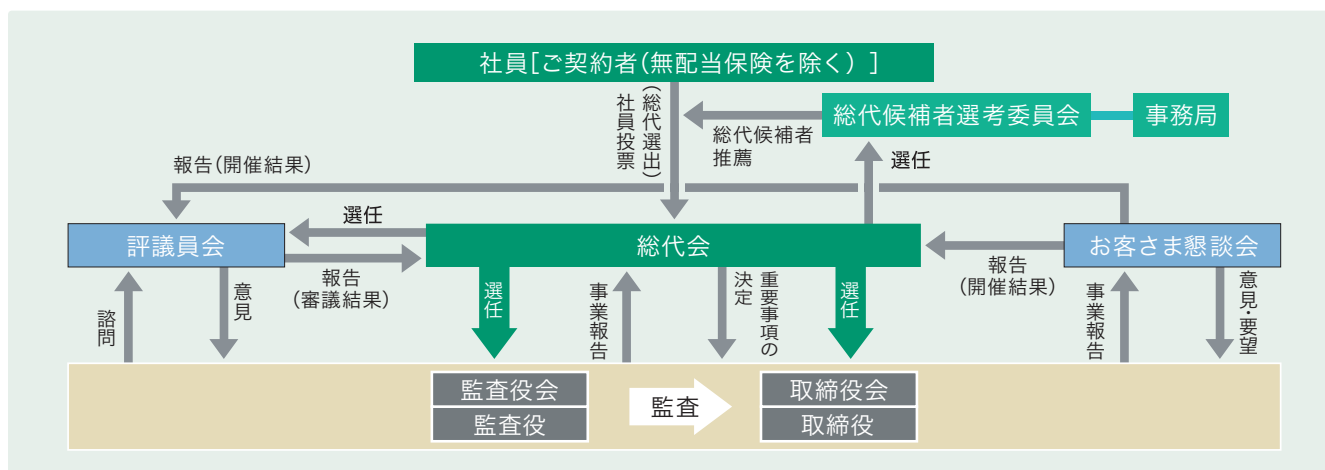 社員[ご契約者(無配当保険を除く) ]
(総代選出)
社員投票
総代候補者選考委員会
事務局
総代候補者
推薦
選任
報告(開催結果)
選任
評議員会
総代会
お客さま懇談会
報告
(審議結果)
報告
(開催結果)
諮問
意見
選任
事業報告
重要事項の
決定
選任
事業報告
意見・要望
監査役会
監査役
監査
取締役会
取締役